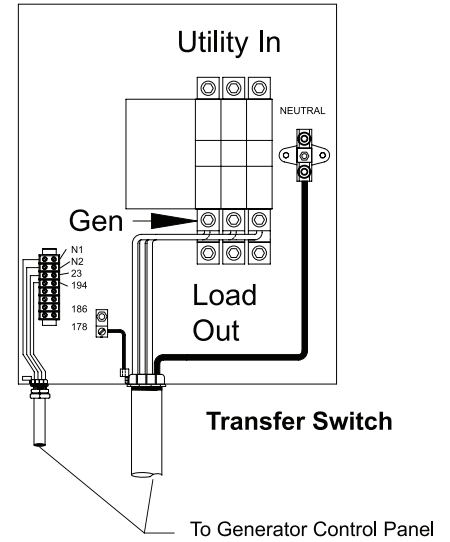 Utility In
NEUTRAL
Gen
N1
N2
23
194
186
178
Load
Out
Transfer Switch
To Generator Control Panel